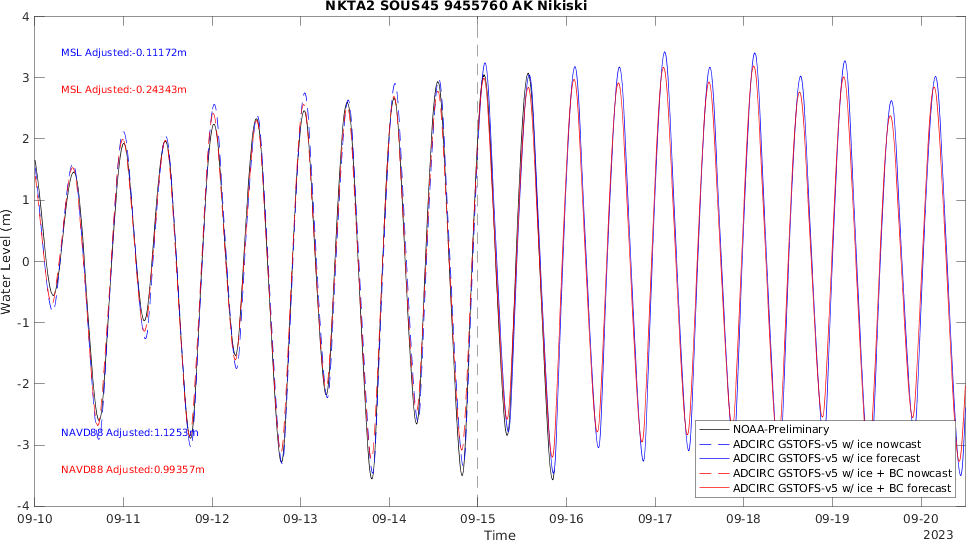 NKTA2 SOUS45 9455760 AK Nikiski
MSL Adjusted:-0.11172m
MSL Adjusted:-0.24343m
NAVD88 Adjusted:1.1253m
NAVD88 Adjusted:0.99357m
Water Level (m)
4
3
2
1
0
-1
-2
-3
-4
NOAA-Preliminary
ADCIRC GSTOFS-v5 w/ ice nowcast
ADCIRC GSTOFS-v5 w/ ice forecast
ADCIRC GSTOFS-v5 w/ ice + BC nowcast
ADCIRC GSTOFS-v5 w/ ice + BC forecast
09-10 09-11 09-12 09-13 09-14 09-15 09-16 09-17 09-18 09-19 09-20
Time
2023